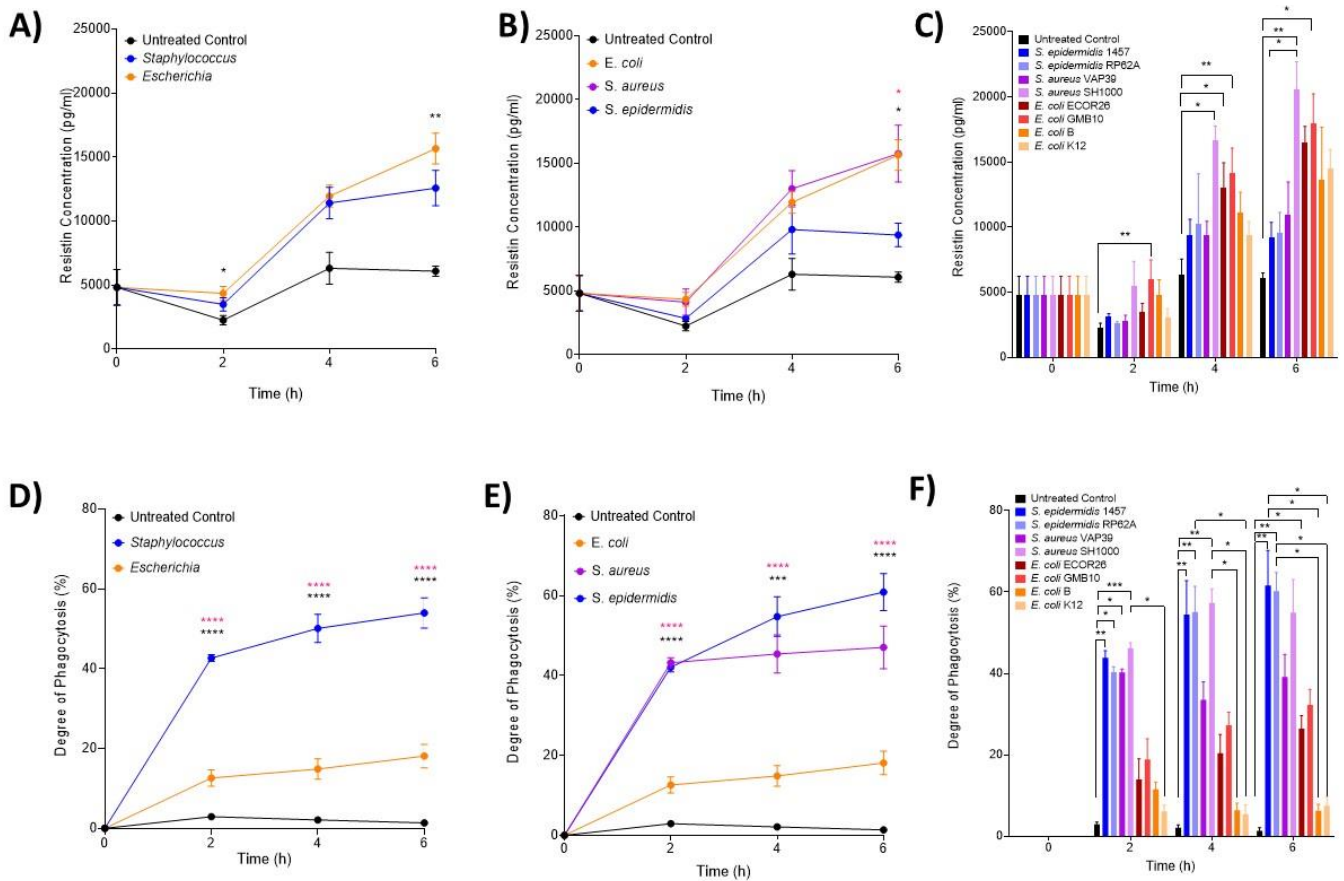 A)
25000
20000
15000
10000
5000
0
Resistin Concentration (pg/ml)
Untreated Control
Staphylococcus
Escherichia
*
**
0 2 4 6
Time (h)
B)
25000
20000
15000
10000
5000
0
Resistin Concentration (pg/ml)
Untreated Control
E. coli
S. aureus
S. epidermidis
*
*
0 2 4 6
Time (h)
C)
25000
20000
15000
10000
5000
0
Resistin Concentration (pg/ml)
Untreated Control
S. epidermidis 1457
S. epidermidis RP62A
S. aureus VAP39
S. aureus SH1000
E. coli ECOR26
E. coli GMB10
E. coli B
E. coli K12
**
**
*
*
*
**
*
0 2 4 6
Time (h)
D)
80
60
40
20
0
Degree of Phagocytosis (%)
Untreated Control
Staphylococcus
Escherichia
****
****
****
****
****
****
0 2 4 6
Time (h)
E)
80
60
40
20
0
Degree of Phagocytosis (%)
Untreated Control
E. coli
S. aureus
S. epidermidis
****
****
****
***
****
****
0 2 4 6
Time (h)
F)
80
60
40
20
0
Degree of Phagocytosis (%)
Untreated Control
S. epidermidis 1457
S. epidermidis RP62A
S. aureus VAP39
S. aureus SH1000
E. coli ECOR26
E. coli GMB10
E. coli B
E. coli K12
***
*
*
**
*
*
**
**
**
*
*
*
*
**
**
*
*
0 2 4 6
Time (h)